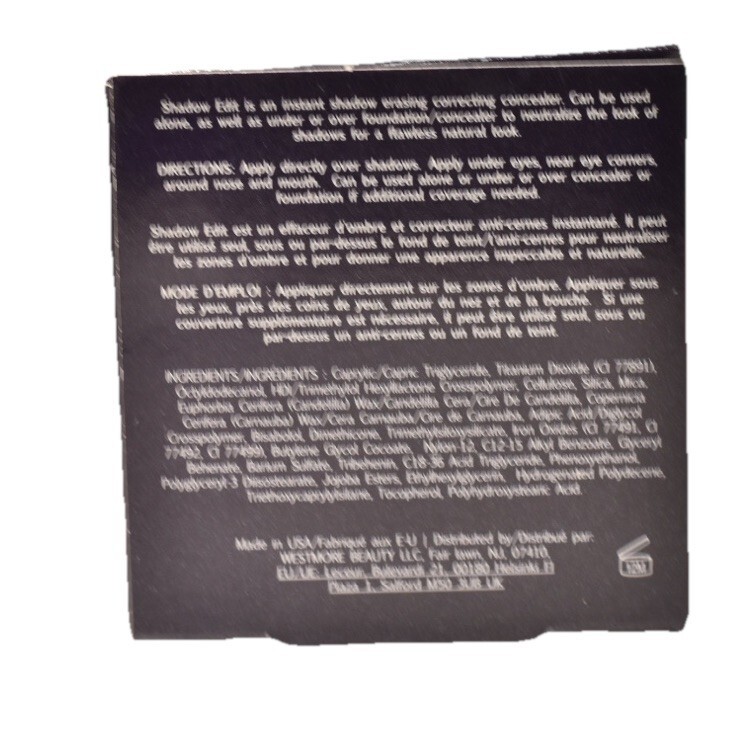 Shadow Edit is an instant shadow erasing correcting concealer. Can be used
alone, as well as under or over foundation/concealer to neutralize the look of
shadows for a flawless natural look.
DIRECTIONS: Apply directly over shadows. Apply under eyes, near eye corners,
around nose and mouth. Can be used alone or under or over concealer or
foundation if additional coverage needed.
Shadow Edit est un effaceur d'ombre et correcteur anti-cernes instantané. Il peut
être utilisé seul, sous ou par-dessus le fond de teint/l'anti-cernes pour neutraliser
les zones d'ombre et pour donner une apparence impeccable et naturelle.
MODE D'EMPLOI : Appliquer directement sur les zones d'ombre. Appliquer sous
les yeux, près des coins de yeux, autour du nez et de la bouche. Si une
couverture supplémentaire est nécessaire, il peut être utilisé seul, sous ou
par-dessus un anti-cernes ou un fond de teint.
INGREDIENTS/INGRÉDIENTS : Caprylic/Capric Triglyceride, Titanium Dioxide (CI 77891),
Octyldodecanol, HDI/Trimethylol Hexyllactone Crosspolymer, Cellulose, Silica, Mica,
Euphorbia Cerifera (Candelilla) Wax/Candelilla Cera/Cire De Candelilla, Copernicia
Cerifera (Carnauba) Wax/Cera Carnauba/Cire de Carnauba, Adipic Acid/Diglycol
Crosspolymer, Bisabolol, Dimethicone, Trimethylsiloxysilicate, Iron Oxides (CI 77491, CI
77492, CI 77499), Butylene Glycol Cocoate, Nylon-12, C12-15 Alkyl Benzoate, Glyceryl
Behenate, Barium Sulfate, Tribehenin, C18-36 Acid Triglyceride, Phenoxyethanol,
Polyglyceryl-3 Diisostearate, Jojoba Esters, Ethylhexylglycerin, Hydrogenated Polydecene,
Triethoxycaprylylsilane, Tocopherol, Polyhydroxystearic Acid.
Made in USA/Fabriqué aux E-U | Distributed by/Distribué par:
WESTMORE BEAUTY LLC, Fair Lawn, NJ, 07410,
EU/UE: Bulevardi 21, 00180 Helsinki FI
Plaza 1, Salford M50 3UB UK
12M